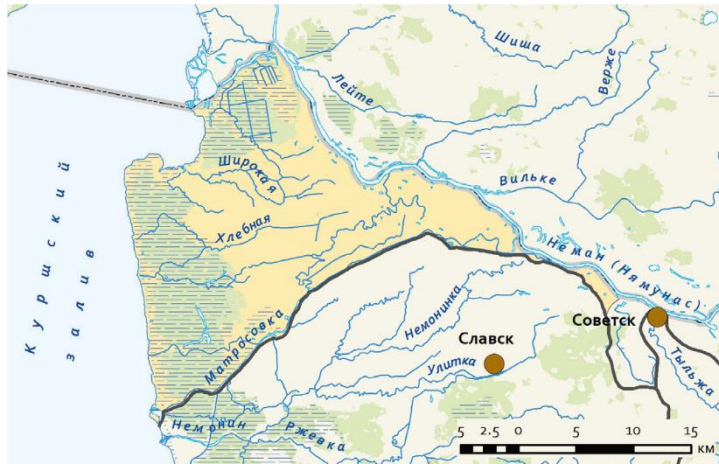 Шиша
Верже
Лейте
Широкая
Вильке
Хлебная
Неман (Нямунас)
Куршский
залив
Матросовка
Немонинка
Славск
Советск
Улитка
Тыльжа
Немонин
Ржевка
5 2.5 0 5 10 15
км